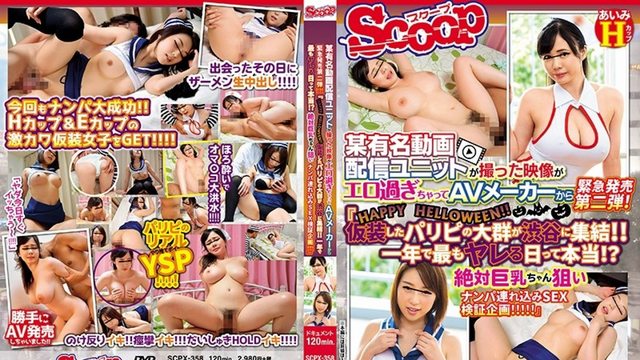 SCOOP
スクープ
あいみ
Hカップ
某有名動画
配信ユニットが撮った映像が
エロ過ぎちゃってAVメーカーから
緊急発売
第二弾!
『HAPPY HELLOWEEN!!
仮装したパリピの大群が渋谷に集結!!
一年で最もヤレる日って本当!?
絶対巨乳ちゃん狙い
ナンパ連れ込みSEX
検証企画!!!!!』
SCOOP
ドキュメント
120min.
SCPX-358
出会ったその日に
ザーメン生中出し!!!!
今回もナンパ大成功!!
Hカップ&Eカップの
激カワ仮装女子をGET!!!!
ほろ酔いで
オマ〇コ大洪水!!!!
パリピのリアル
YSP
!!!!
勝手に
AV発売
しちゃいました!!
のけ反りイキ!!!痙攣イキ!!!だいしゅきHOLDイキ!!!!
SCOOP
DVD
SCPX-358
120min.